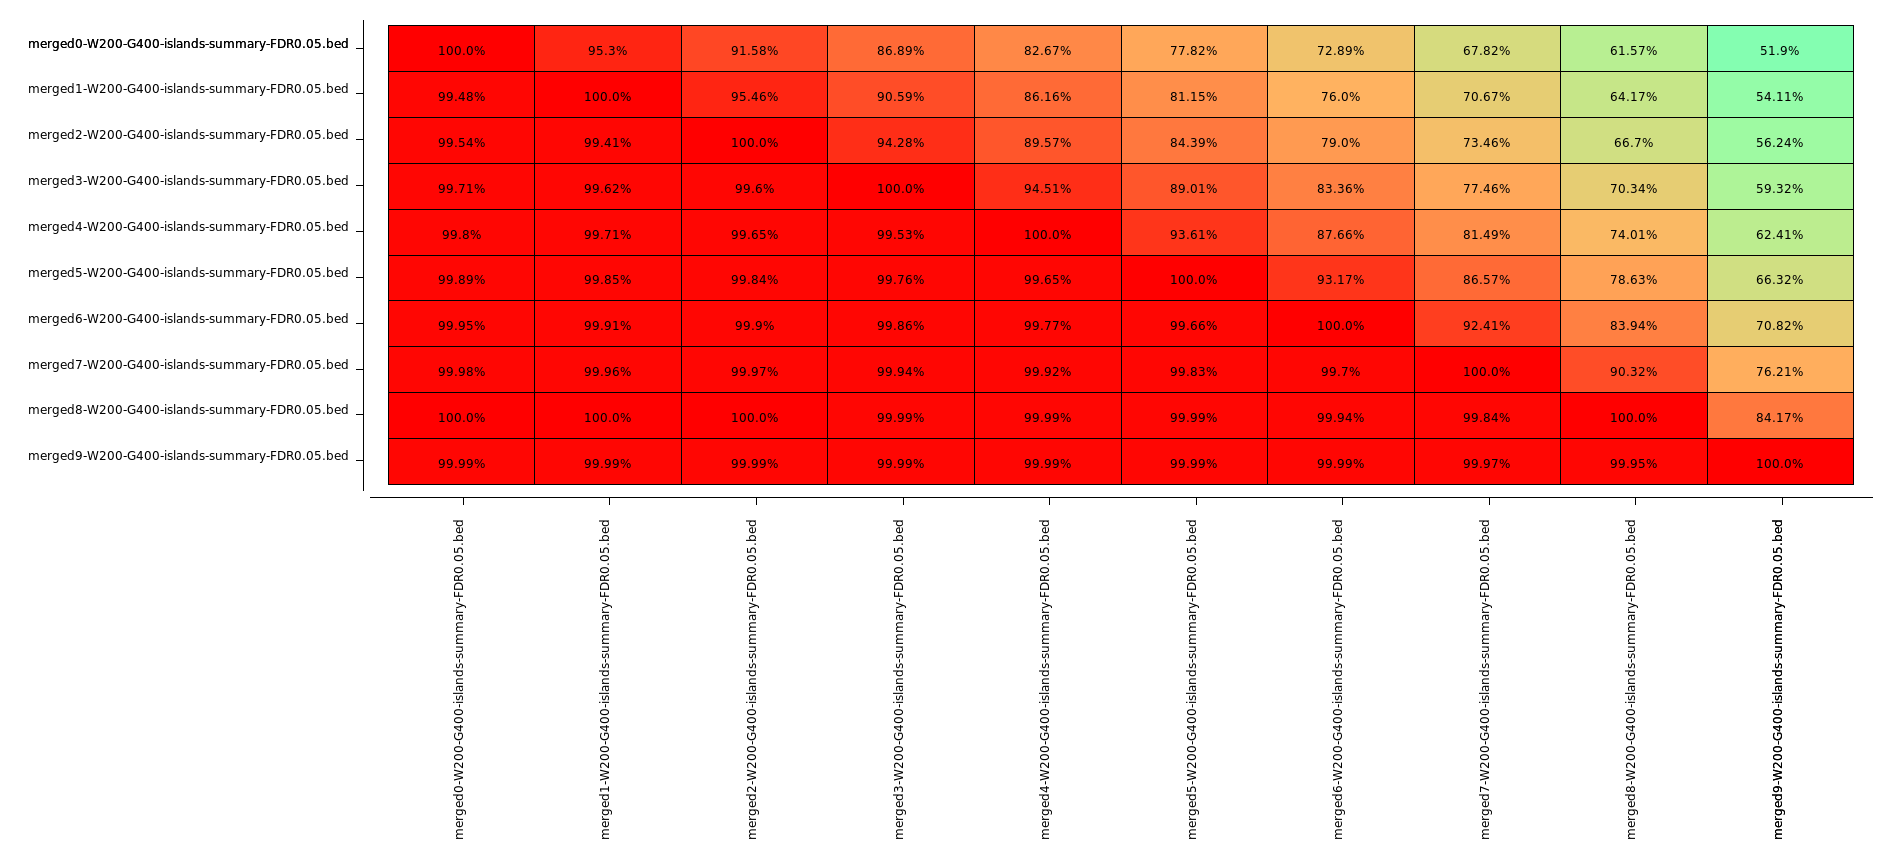 merged0-W200-G400-islands-summary-FDR0.05.bed 100.0% 95.3% 91.58% 86.89% 82.67% 77.82% 72.89% 67.82% 61.57% 51.9%
merged1-W200-G400-islands-summary-FDR0.05.bed 99.48% 100.0% 95.46% 90.59% 86.16% 81.15% 76.0% 70.67% 64.17% 54.11%
merged2-W200-G400-islands-summary-FDR0.05.bed 99.54% 99.41% 100.0% 94.28% 89.57% 84.39% 79.0% 73.46% 66.7% 56.24%
merged3-W200-G400-islands-summary-FDR0.05.bed 99.71% 99.62% 99.6% 100.0% 94.51% 89.01% 83.36% 77.46% 70.34% 59.32%
merged4-W200-G400-islands-summary-FDR0.05.bed 99.8% 99.71% 99.65% 99.53% 100.0% 93.61% 87.66% 81.49% 74.01% 62.41%
merged5-W200-G400-islands-summary-FDR0.05.bed 99.89% 99.85% 99.84% 99.76% 99.65% 100.0% 93.17% 86.57% 78.63% 66.32%
merged6-W200-G400-islands-summary-FDR0.05.bed 99.95% 99.91% 99.9% 99.86% 99.77% 99.66% 100.0% 92.41% 83.94% 70.82%
merged7-W200-G400-islands-summary-FDR0.05.bed 99.98% 99.96% 99.97% 99.94% 99.92% 99.83% 99.7% 100.0% 90.32% 76.21%
merged8-W200-G400-islands-summary-FDR0.05.bed 100.0% 100.0% 100.0% 99.99% 99.99% 99.99% 99.94% 99.84% 100.0% 84.17%
merged9-W200-G400-islands-summary-FDR0.05.bed 99.99% 99.99% 99.99% 99.99% 99.99% 99.99% 99.99% 99.97% 99.95% 100.0%
merged0-W200-G400-islands-summary-FDR0.05.bed
merged1-W200-G400-islands-summary-FDR0.05.bed
merged2-W200-G400-islands-summary-FDR0.05.bed
merged3-W200-G400-islands-summary-FDR0.05.bed
merged4-W200-G400-islands-summary-FDR0.05.bed
merged5-W200-G400-islands-summary-FDR0.05.bed
merged6-W200-G400-islands-summary-FDR0.05.bed
merged7-W200-G400-islands-summary-FDR0.05.bed
merged8-W200-G400-islands-summary-FDR0.05.bed
merged9-W200-G400-islands-summary-FDR0.05.bed